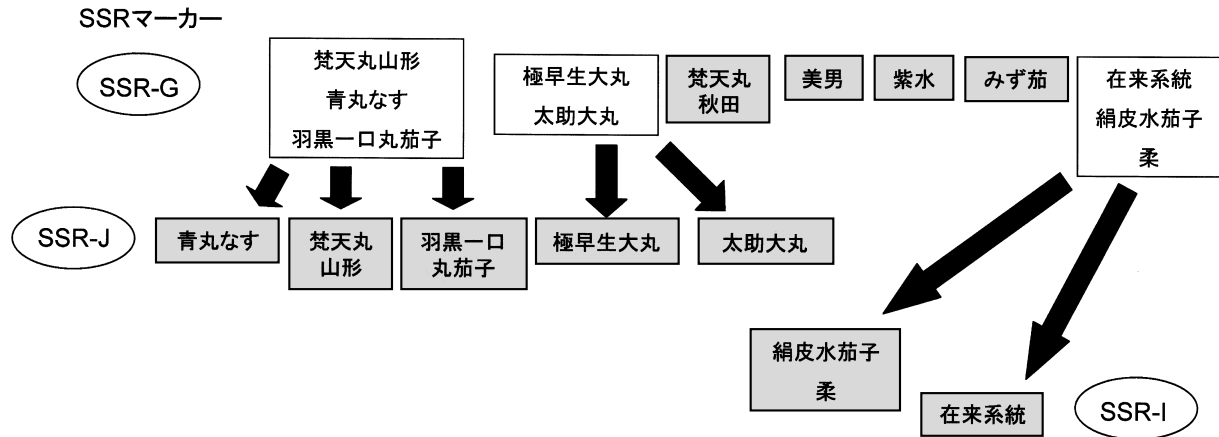 SSRマーカー
SSR-G
梵天丸山形
青丸なす
羽黒一口丸茄子
極早生大丸
太助大丸
梵天丸
秋田
美男
紫水
みず茄
在来系統
絹皮水茄子
柔
SSR-J
青丸なす
梵天丸
山形
羽黒一口
丸茄子
極早生大丸
太助大丸
絹皮水茄子
柔
在来系統
SSR-I